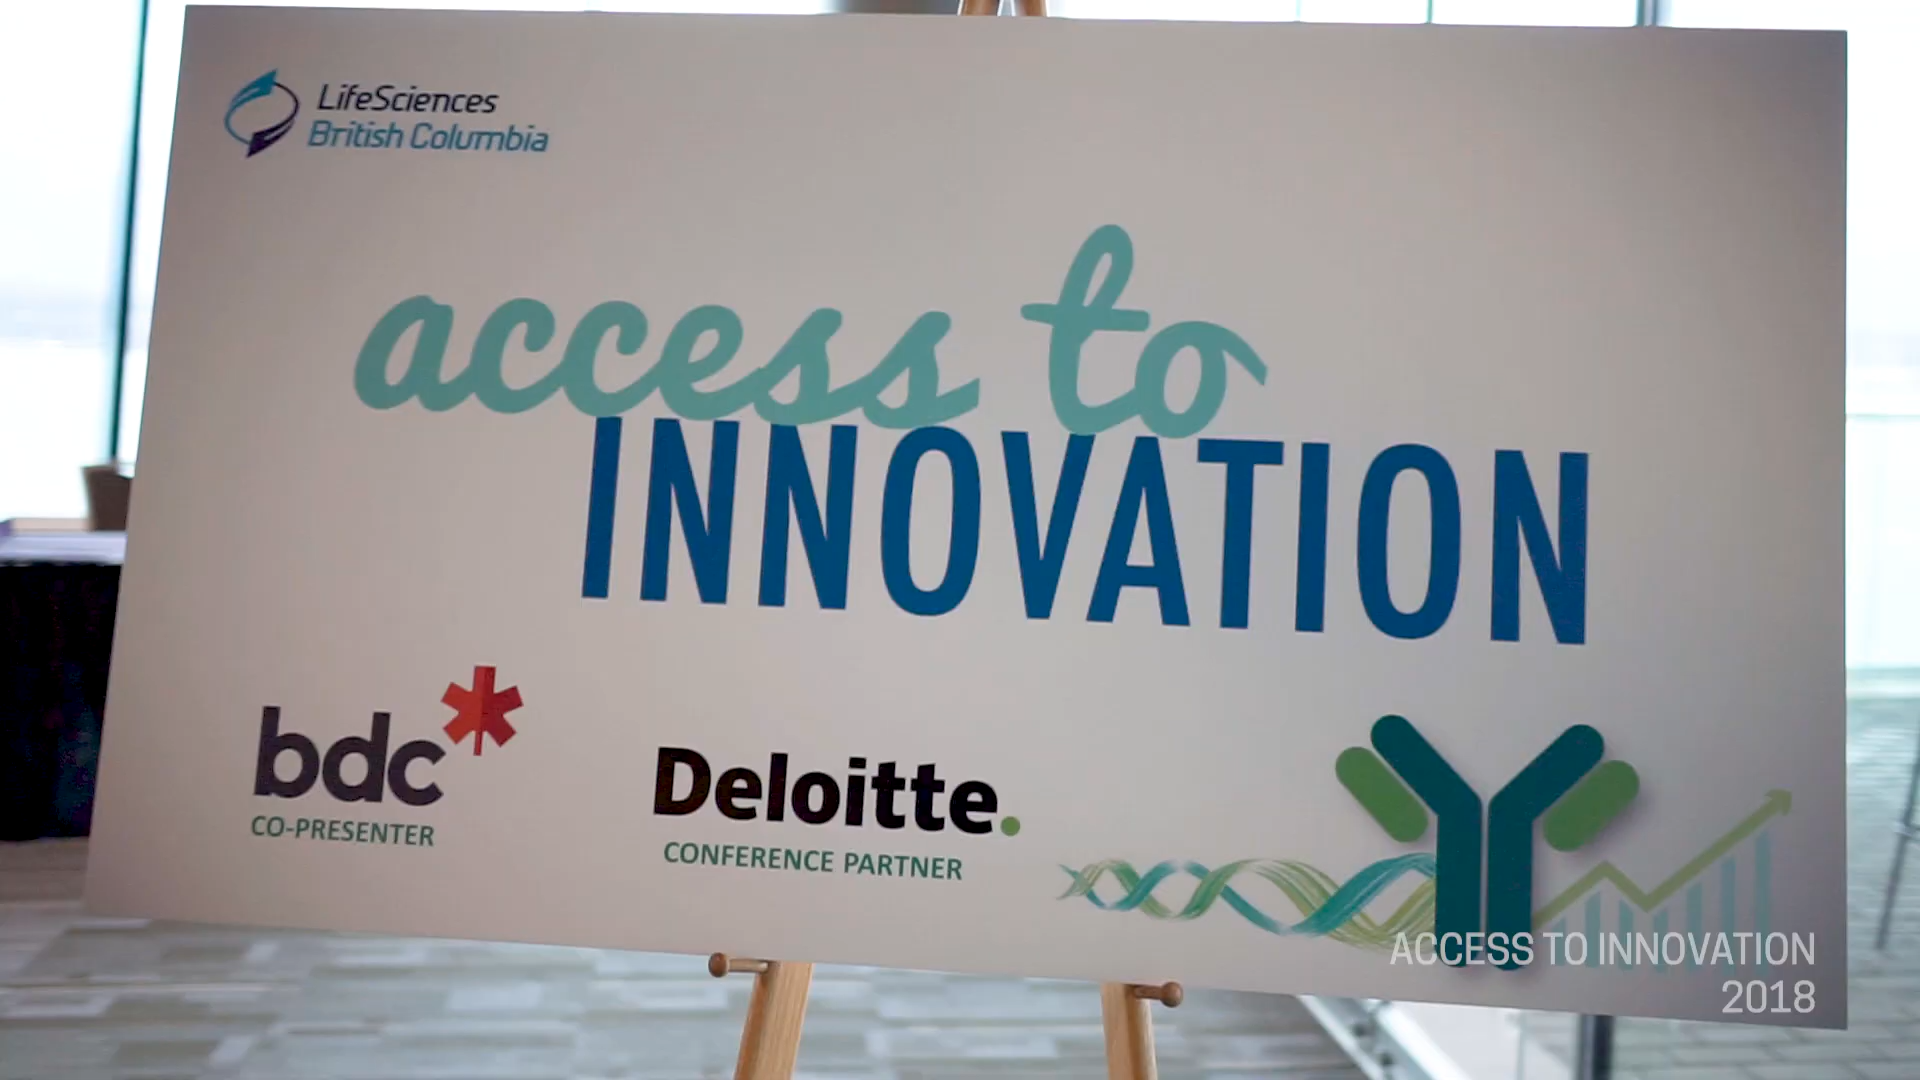 LifeSciences
British Columbia
access to
INNOVATION
bdc
CO-PRESENTER
Deloitte.
CONFERENCE PARTNER
ACCESS TO INNOVATION
2018